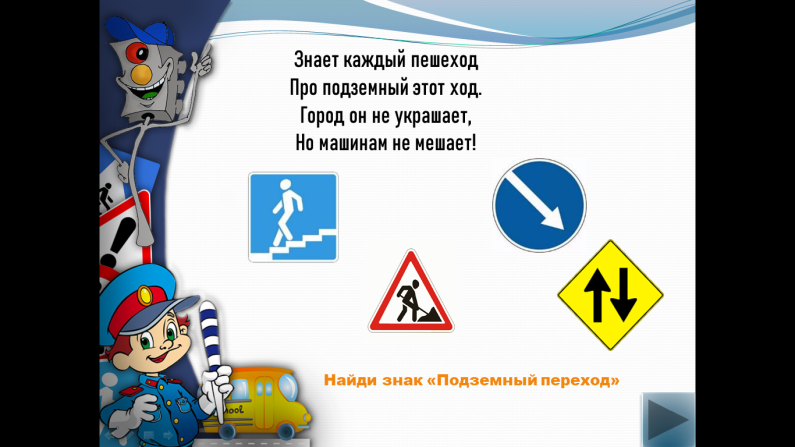 Знает каждый пешеход
Про подземный этот ход.
Город он не украшает,
Но машинам не мешает!
Найди знак «Подземный переход»